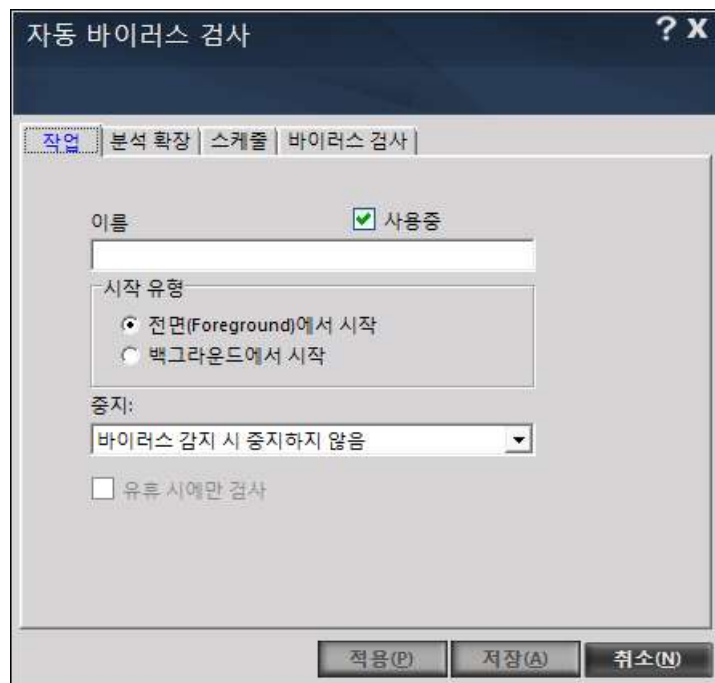 자동 바이러스 검사
? X
작업 분석 확장 스케줄 바이러스 검사
이름 사용중
시작 유형
전면(Foreground)에서 시작
백그라운드에서 시작
중지:
바이러스 감지 시 중지하지 않음
유휴 시에만 검사
적용(P) 저장(A) 취소(N)